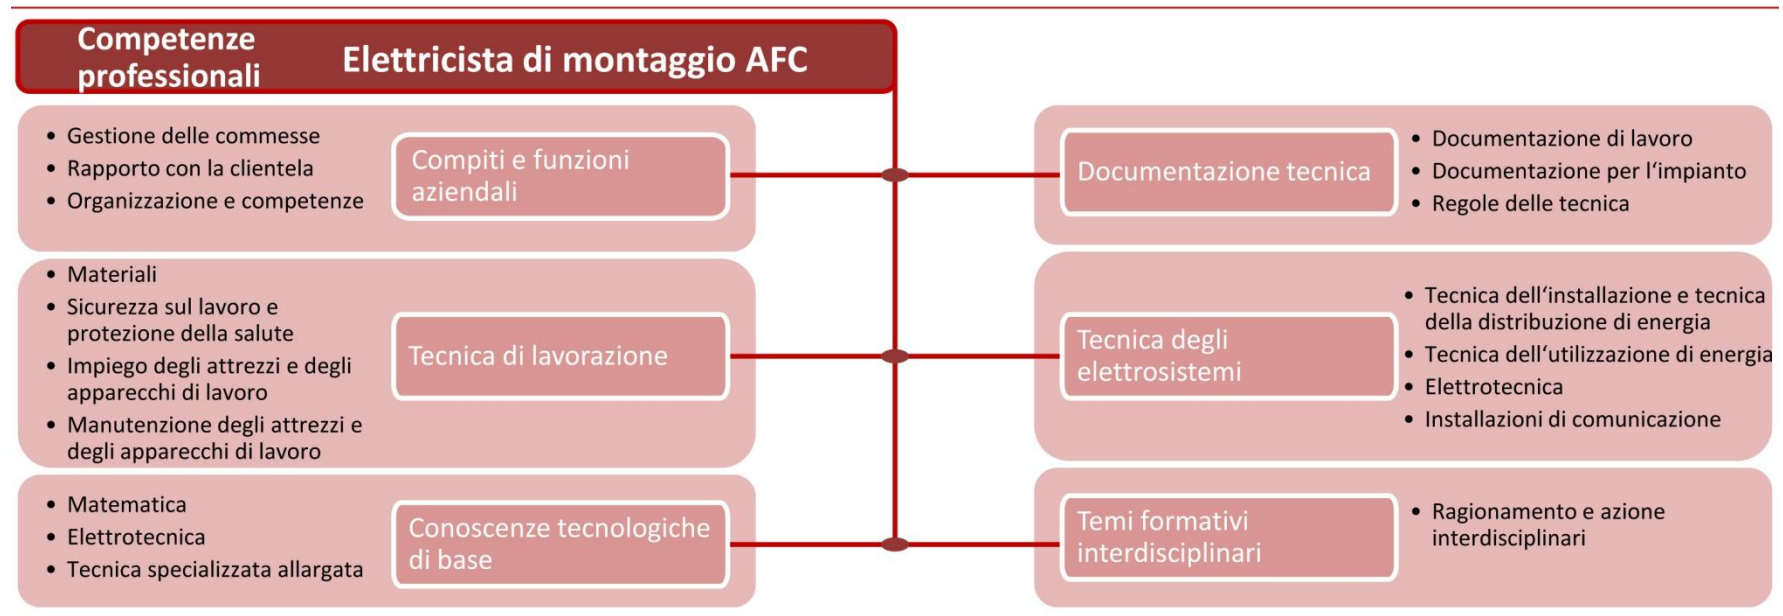 Competenze
professionali
Elettricista di montaggio AFC
• Gestione delle commesse
• Rapporto con la clientela
• Organizzazione e competenze
Compiti e funzioni
aziendali
Documentazione tecnica
• Documentazione di lavoro
• Documentazione per l‘impianto
• Regole delle tecnica
• Materiali
• Sicurezza sul lavoro e
protezione della salute
• Impiego degli attrezzi e degli
apparecchi di lavoro
• Manutenzione degli attrezzi e
degli apparecchi di lavoro
Tecnica di lavorazione
Tecnica degli
elettrosistemi
• Tecnica dell‘installazione e tecnica
della distribuzione di energia
• Tecnica dell‘utilizzazione di energia
• Elettrotecnica
• Installazioni di comunicazione
• Matematica
• Elettrotecnica
• Tecnica specializzata allargata
Conoscenze tecnologiche
di base
Temi formativi
interdisciplinari
• Ragionamento e azione
interdisciplinari